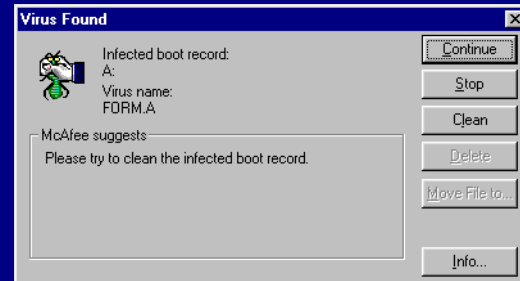 Virus Found
Infected boot record:
A:
Virus name:
FORM.A
McAfee suggests
Please try to clean the infected boot record.
Continue
Stop
Clean
Delete
Move File to...
Info...